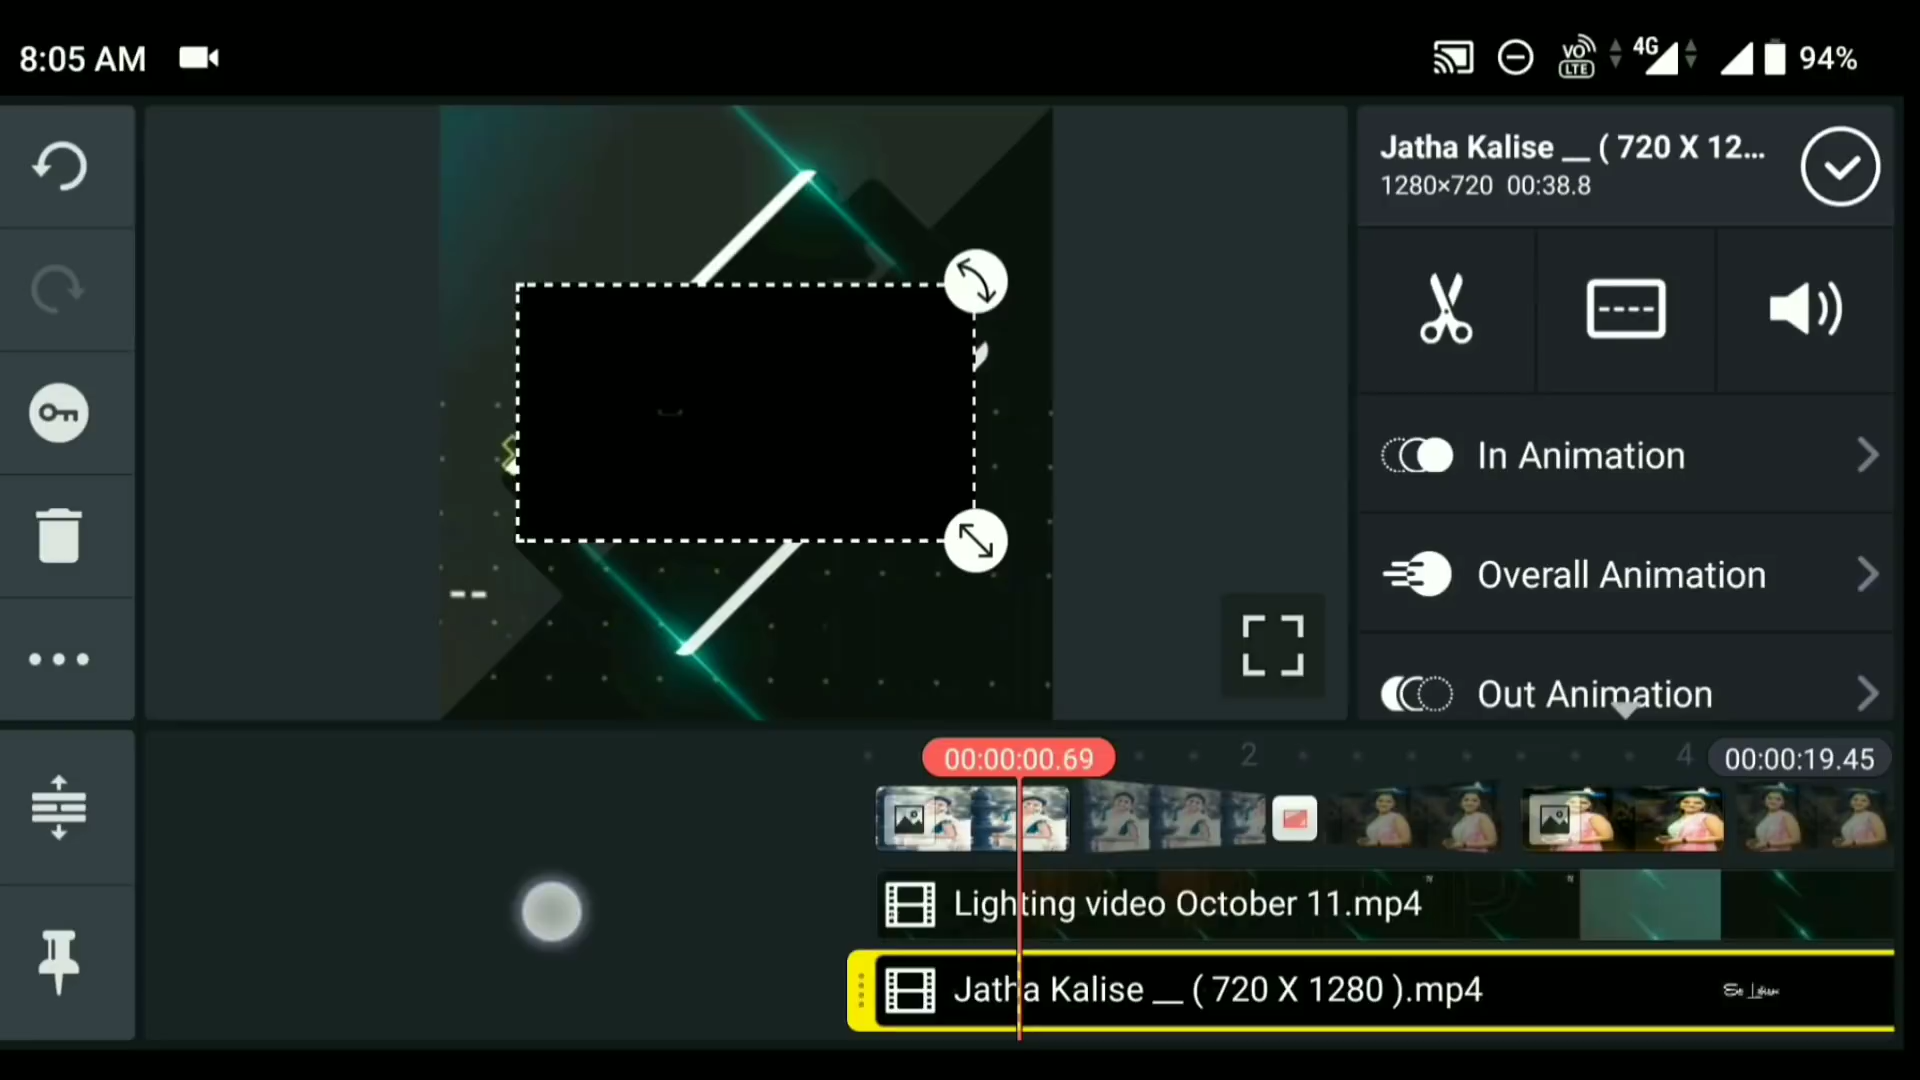 8:05 AM
VO LTE 4G 94%
Jatha Kalise __ ( 720 X 12...
1280×720 00:38.8
In Animation
Overall Animation
Out Animation
00:00:00.69 2 4 00:00:19.45
Lighting video October 11.mp4
Jatha Kalise __ ( 720 X 1280 ).mp4